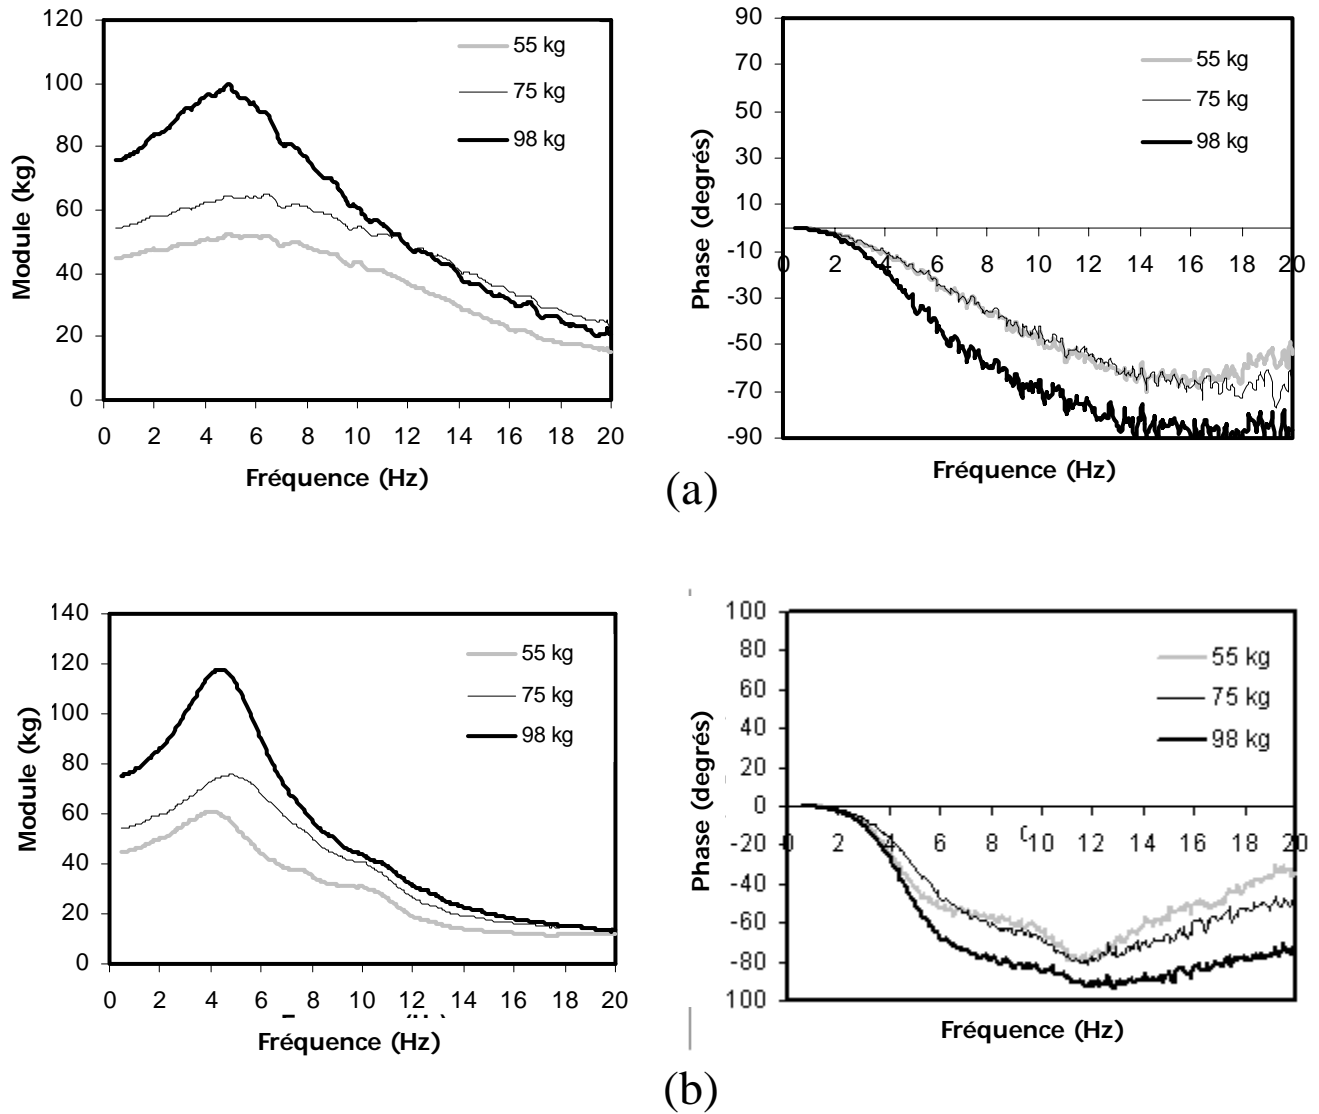 120
100
80
60
40
20
0
Module (kg)
55 kg
75 kg
98 kg
0 2 4 6 8 10 12 14 16 18 20
Fréquence (Hz)
90
70
50
30
10
-10
-30
-50
-70
-90
Phase (degrés)
55 kg
75 kg
98 kg
0 2 4 6 8 10 12 14 16 18 20
Fréquence (Hz)
(a)
140
120
100
80
60
40
20
0
Module (kg)
55 kg
75 kg
98 kg
0 2 4 6 8 10 12 14 16 18 20
Fréquence (Hz)
100
80
60
40
20
0
-20
-40
-60
-80
100
Phase (degrés)
55 kg
75 kg
98 kg
0 2 4 6 8 10 12 14 16 18 20
Fréquence (Hz)
(b)